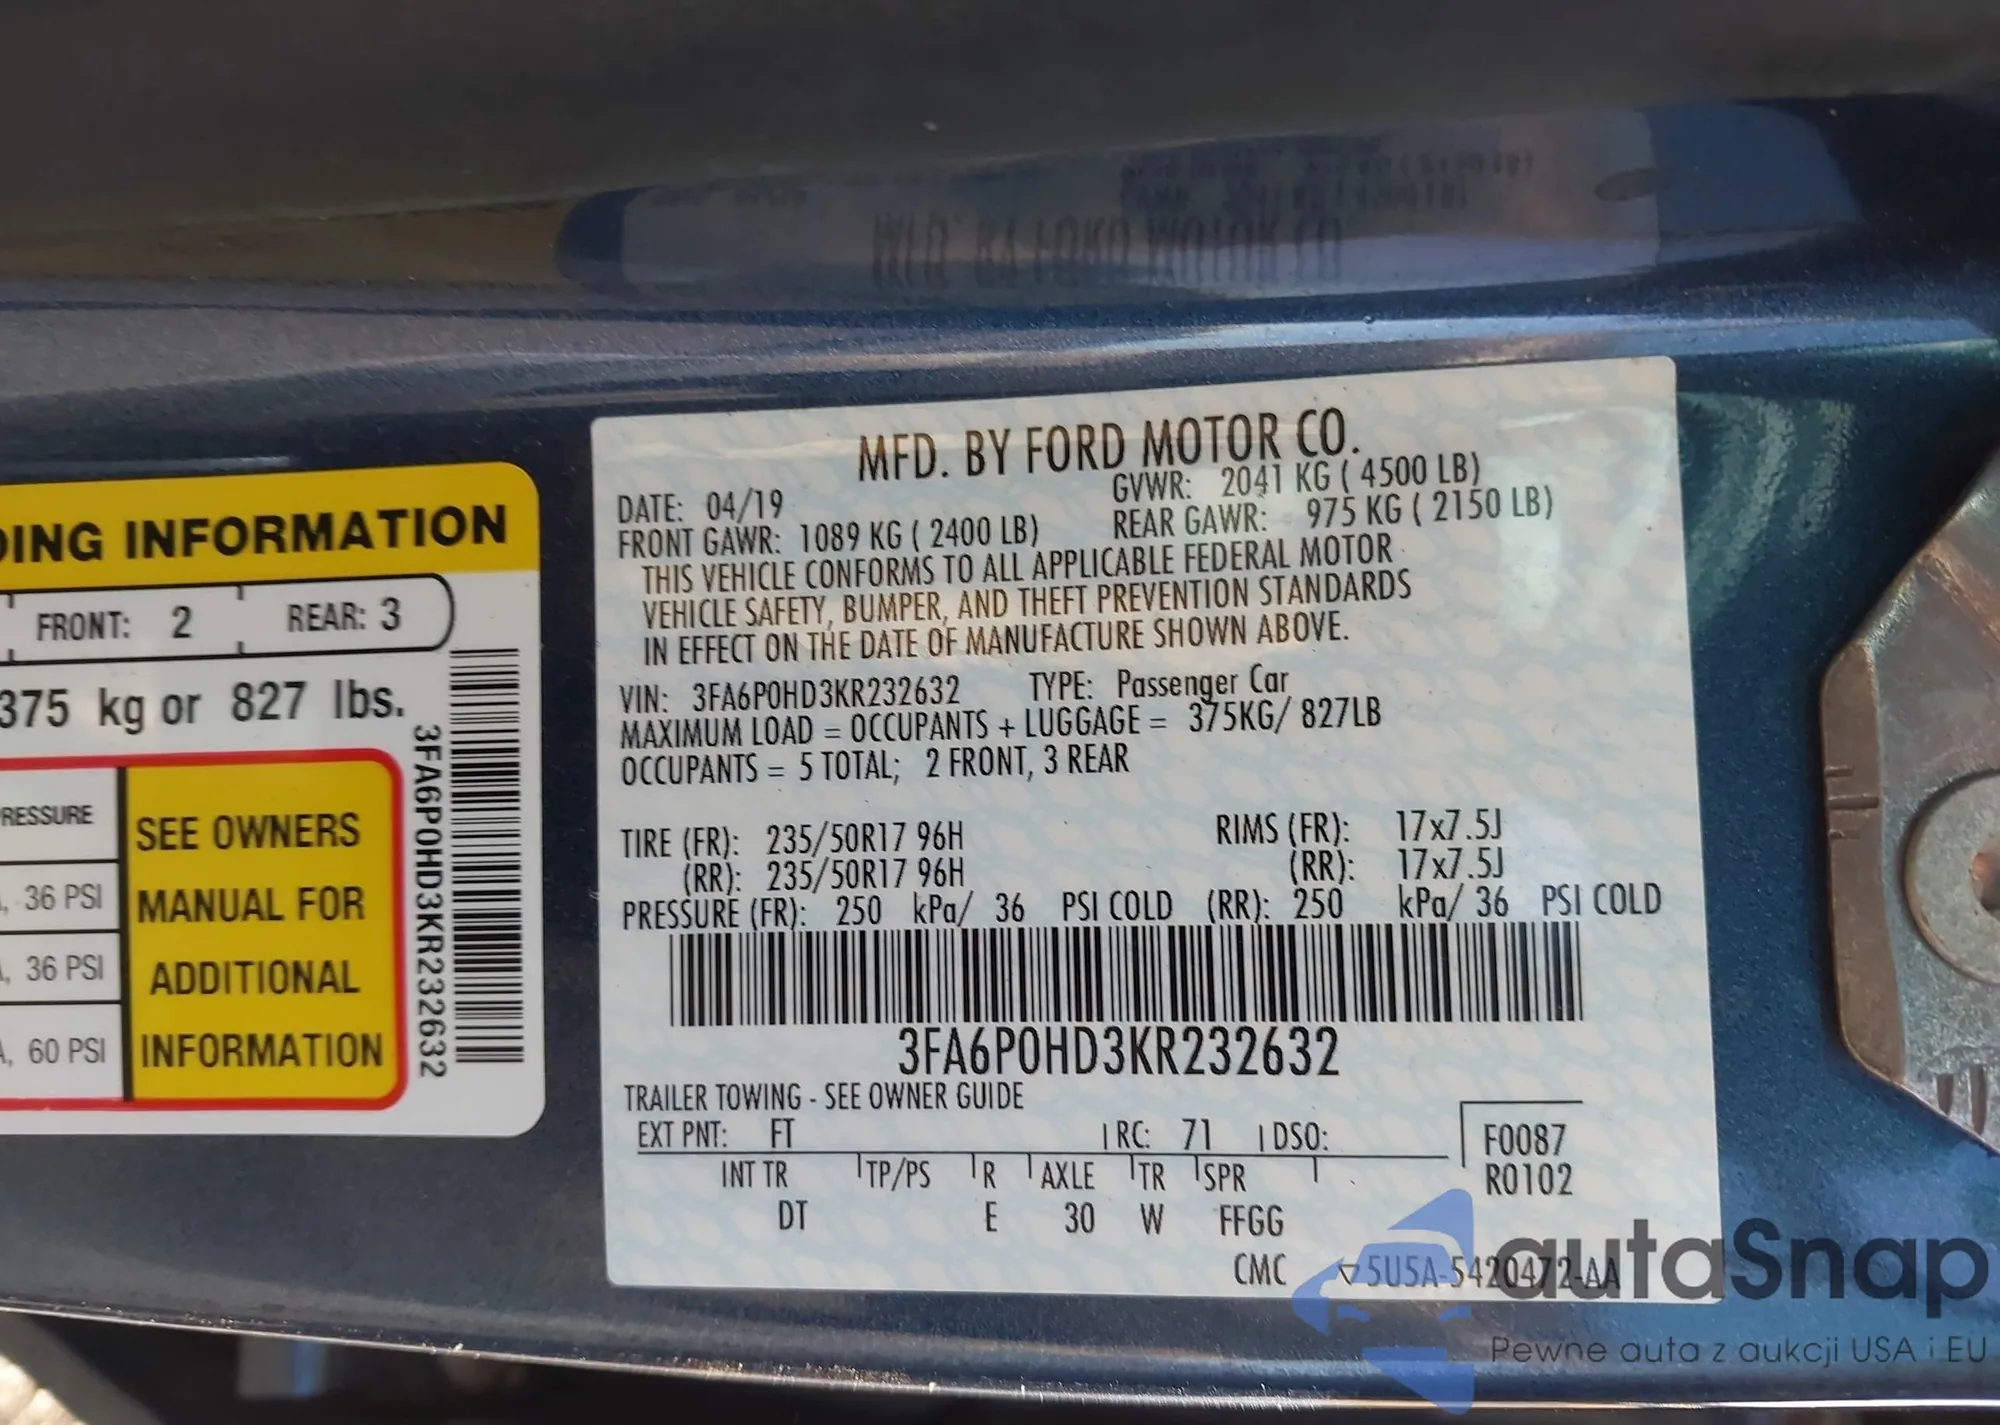 MFD. BY FORD MOTOR CO.
DATE: 04/19 GVWR: 2041 KG ( 4500 LB)
FRONT GAWR: 1089 KG ( 2400 LB) REAR GAWR: 975 KG ( 2150 LB)
THIS VEHICLE CONFORMS TO ALL APPLICABLE FEDERAL MOTOR
VEHICLE SAFETY, BUMPER, AND THEFT PREVENTION STANDARDS
IN EFFECT ON THE DATE OF MANUFACTURE SHOWN ABOVE.
VIN: 3FA6P0HD3KR232632 TYPE: Passenger Car
MAXIMUM LOAD = OCCUPANTS + LUGGAGE = 375KG/ 827LB
OCCUPANTS = 5 TOTAL; 2 FRONT, 3 REAR
TIRE (FR): 235/50R17 96H RIMS (FR): 17x7.5J
(RR): 235/50R17 96H (RR): 17x7.5J
PRESSURE (FR): 250 kPa/ 36 PSI COLD (RR): 250 kPa/ 36 PSI COLD
3FA6P0HD3KR232632
TRAILER TOWING - SEE OWNER GUIDE
EXT PNT: FT RC: 71 DSO: F0087
INT TR TP/PS R AXLE TR SPR R0102
DT E 30 W FFGG
CMC ▽5U5A-5420472-AA
INFORMATION
FRONT: 2 REAR: 3
375 kg or 827 lbs.
SEE OWNERS
36 PSI MANUAL FOR
36 PSI ADDITIONAL
60 PSI INFORMATION
3FA6P0HD3KR232632
autaSnap
Pewne auta z aukcji USA i EU